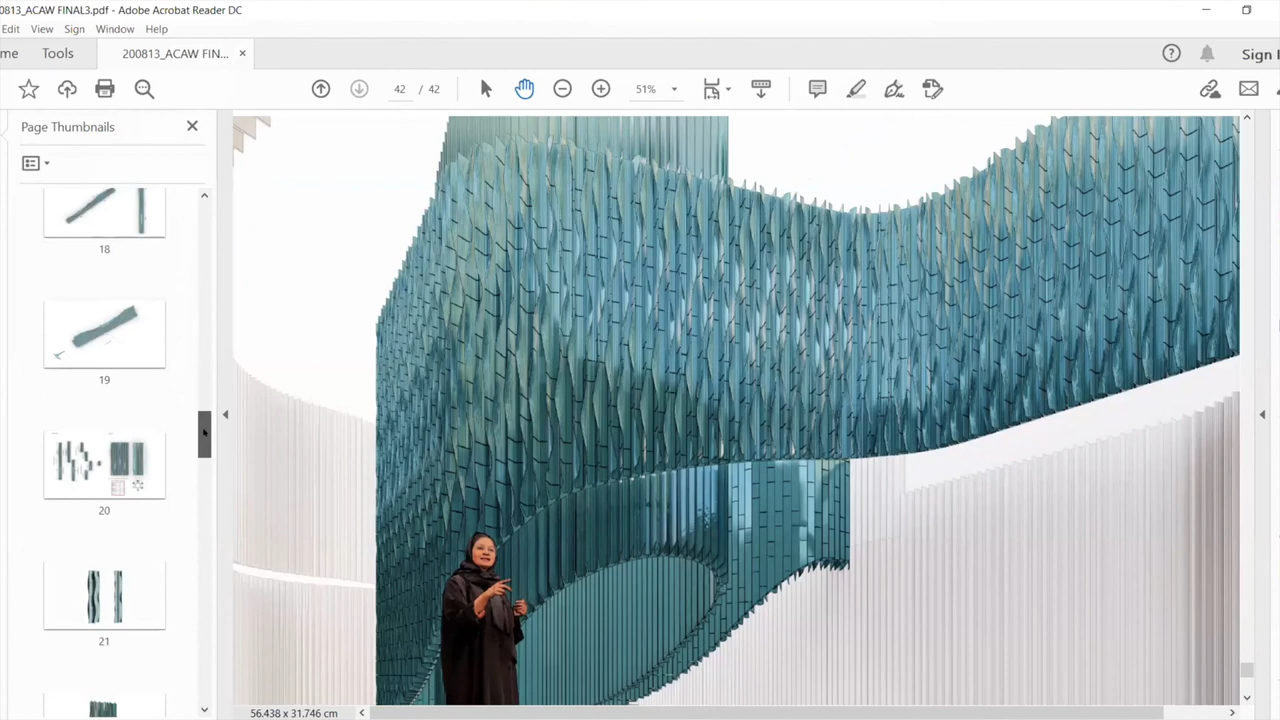 0813_ACAW FINAL3.pdf - Adobe Acrobat Reader DC
Edit View Sign Window Help
me Tools 200813_ACAW FIN... Sign I
42 / 42 51%
Page Thumbnails
18
19
20
21
56.438 x 31.746 cm